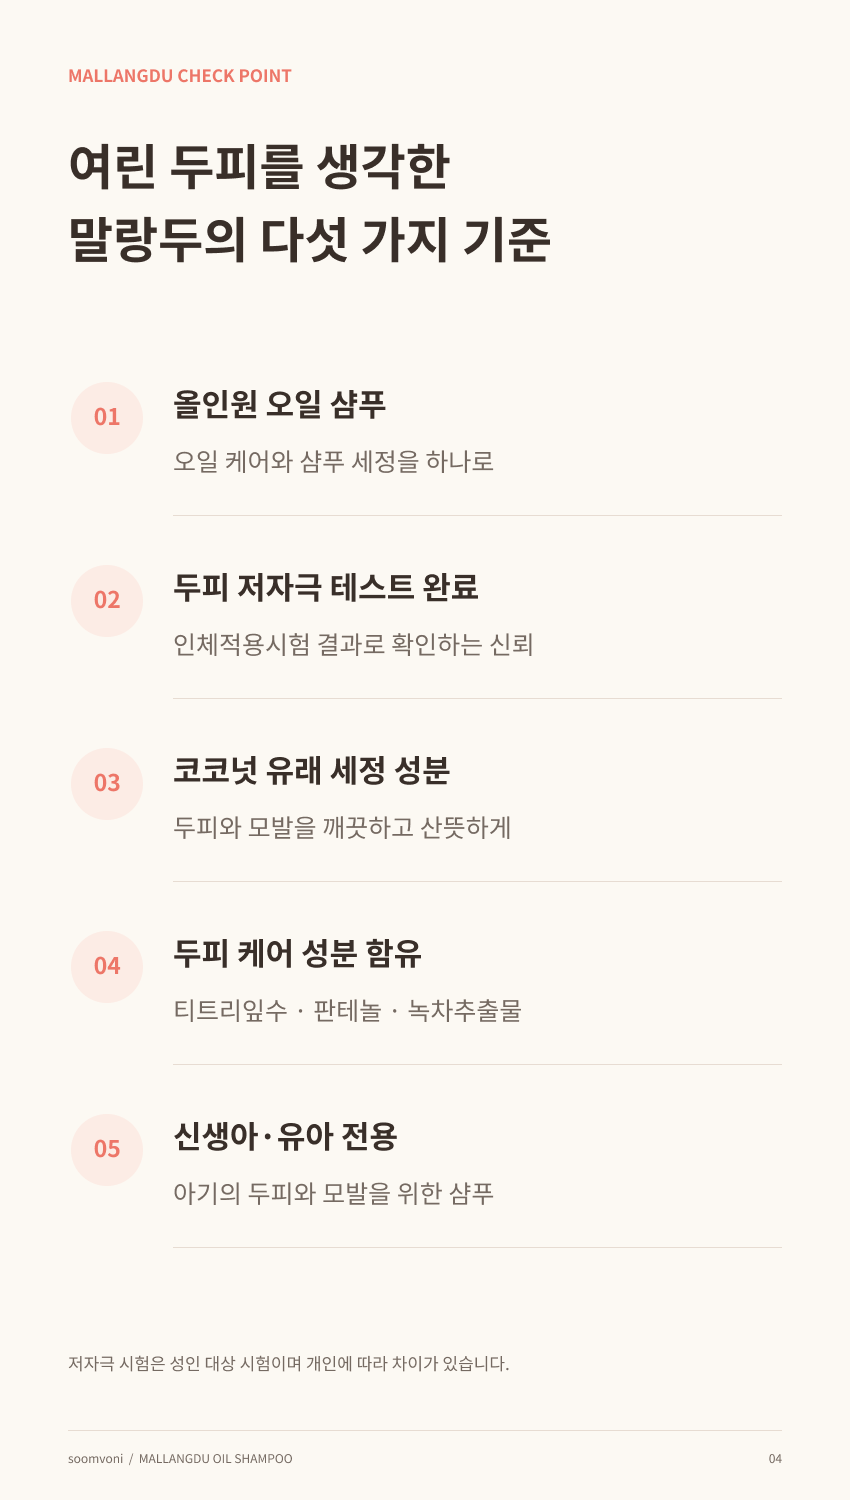 MALLANGDU CHECK POINT
여린 두피를 생각한
말랑두의 다섯 가지 기준
01
올인원 오일 샴푸
오일 케어와 샴푸 세정을 하나로
02
두피 저자극 테스트 완료
인체적용시험 결과로 확인하는 신뢰
03
코코넛 유래 세정 성분
두피와 모발을 깨끗하고 산뜻하게
04
두피 케어 성분 함유
티트리잎수 · 판테놀 · 녹차추출물
05
신생아·유아 전용
아기의 두피와 모발을 위한 샴푸
저자극 시험은 성인 대상 시험이며 개인에 따라 차이가 있습니다.
soomvoni / MALLANGDU OIL SHAMPOO
04